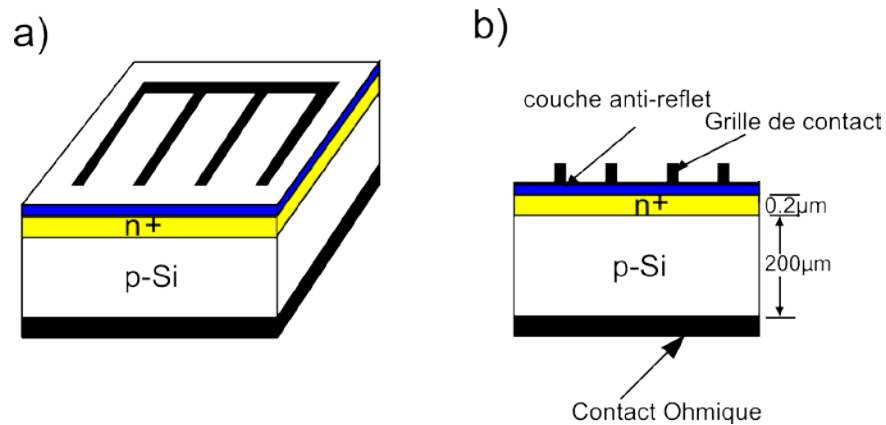 a)
n+
p-Si
b)
couche anti-reflet
Grille de contact
n+
0.2µm
p-Si
200µm
Contact Ohmique